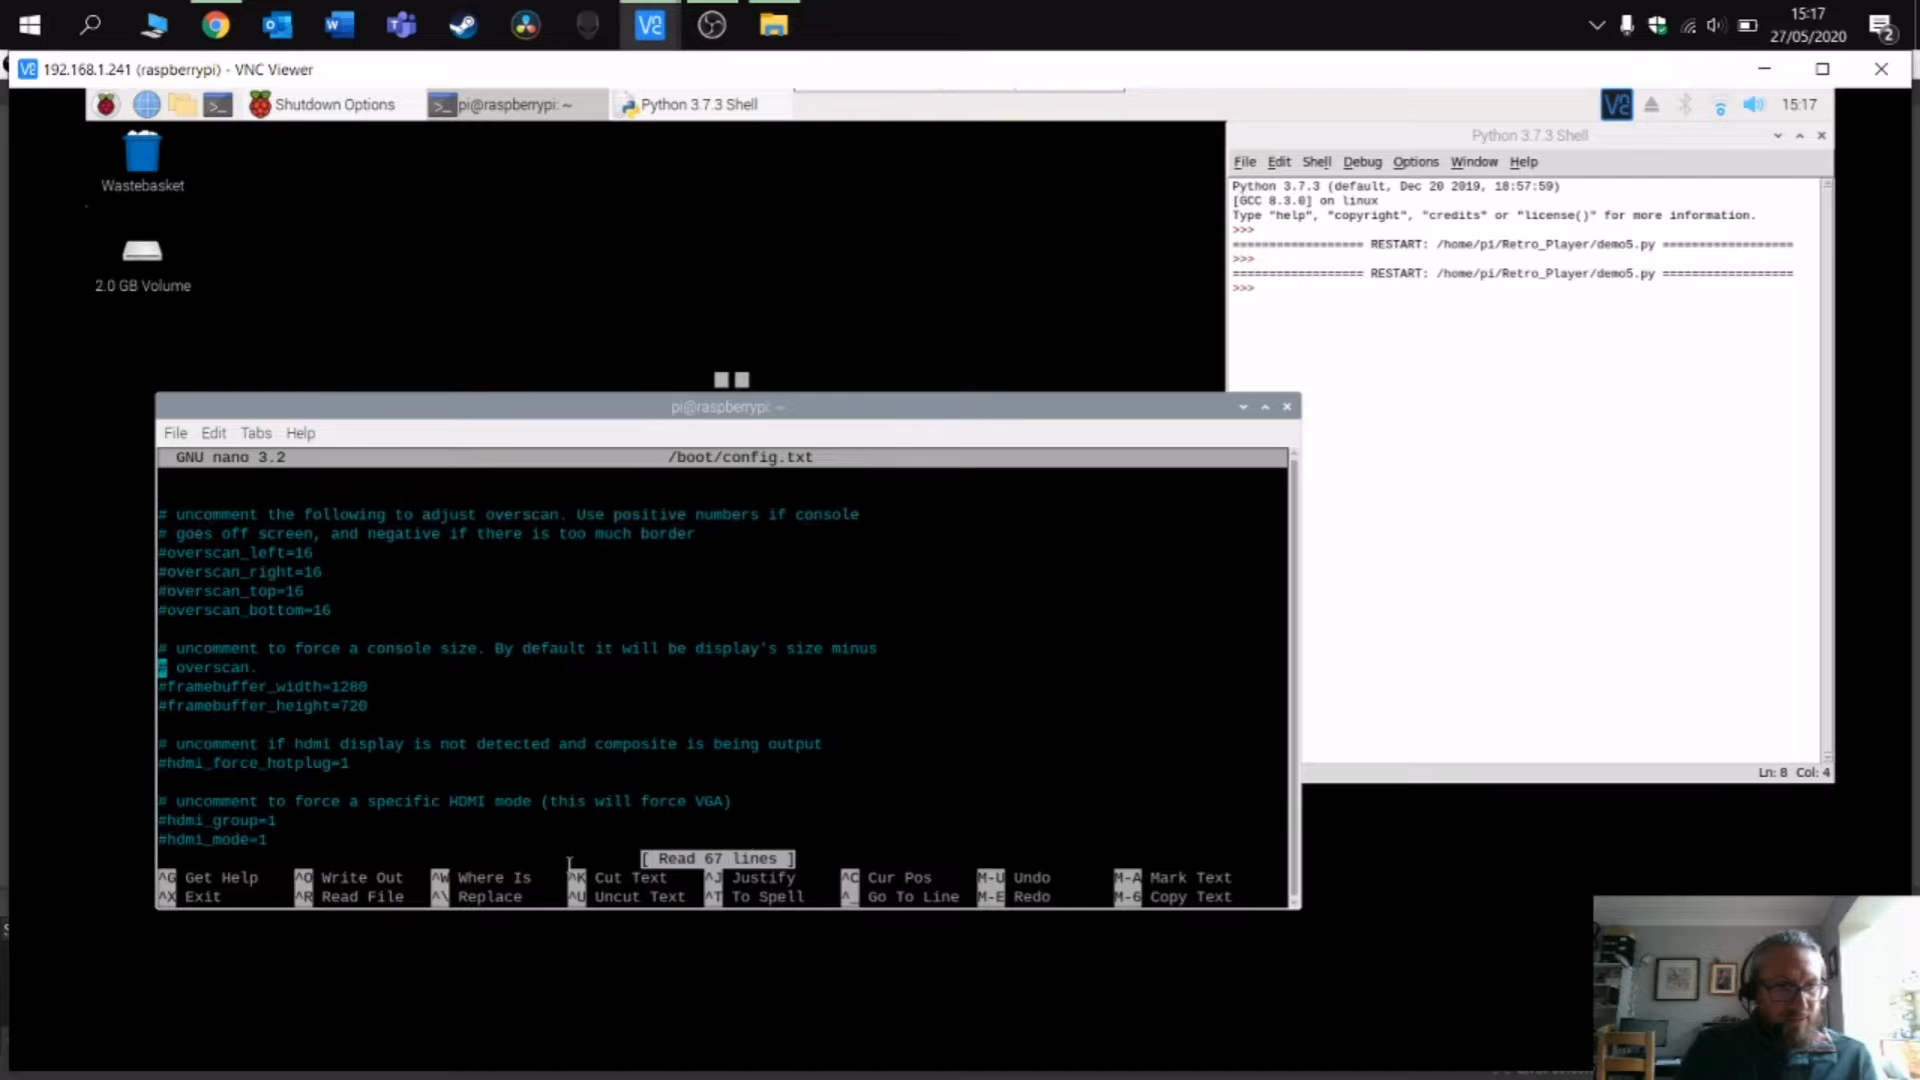 15:17
27/05/2020
2
192.168.1.241 (raspberrypi) - VNC Viewer
Shutdown Options
pi@raspberrypi: ~
Python 3.7.3 Shell
15:17
Wastebasket
2.0 GB Volume
Python 3.7.3 Shell
File Edit Shell Debug Options Window Help
Python 3.7.3 (default, Dec 20 2019, 18:57:59)
[GCC 8.3.0] on linux
Type "help", "copyright", "credits" or "license()" for more information.
>>>
================== RESTART: /home/pi/Retro_Player/demo5.py ==================
>>>
================== RESTART: /home/pi/Retro_Player/demo5.py ==================
>>>
Ln: 8 Col: 4
pi@raspberrypi: ~
File Edit Tabs Help
GNU nano 3.2 /boot/config.txt
# uncomment the following to adjust overscan. Use positive numbers if console
# goes off screen, and negative if there is too much border
#overscan_left=16
#overscan_right=16
#overscan_top=16
#overscan_bottom=16
# uncomment to force a console size. By default it will be display's size minus
# overscan.
#framebuffer_width=1280
#framebuffer_height=720
# uncomment if hdmi display is not detected and composite is being output
#hdmi_force_hotplug=1
# uncomment to force a specific HDMI mode (this will force VGA)
#hdmi_group=1
#hdmi_mode=1
[ Read 67 lines ]
^G Get Help ^O Write Out ^W Where Is ^K Cut Text ^J Justify ^C Cur Pos M-U Undo M-A Mark Text
^X Exit ^R Read File ^\ Replace ^U Uncut Text ^T To Spell ^_ Go To Line M-E Redo M-6 Copy Text